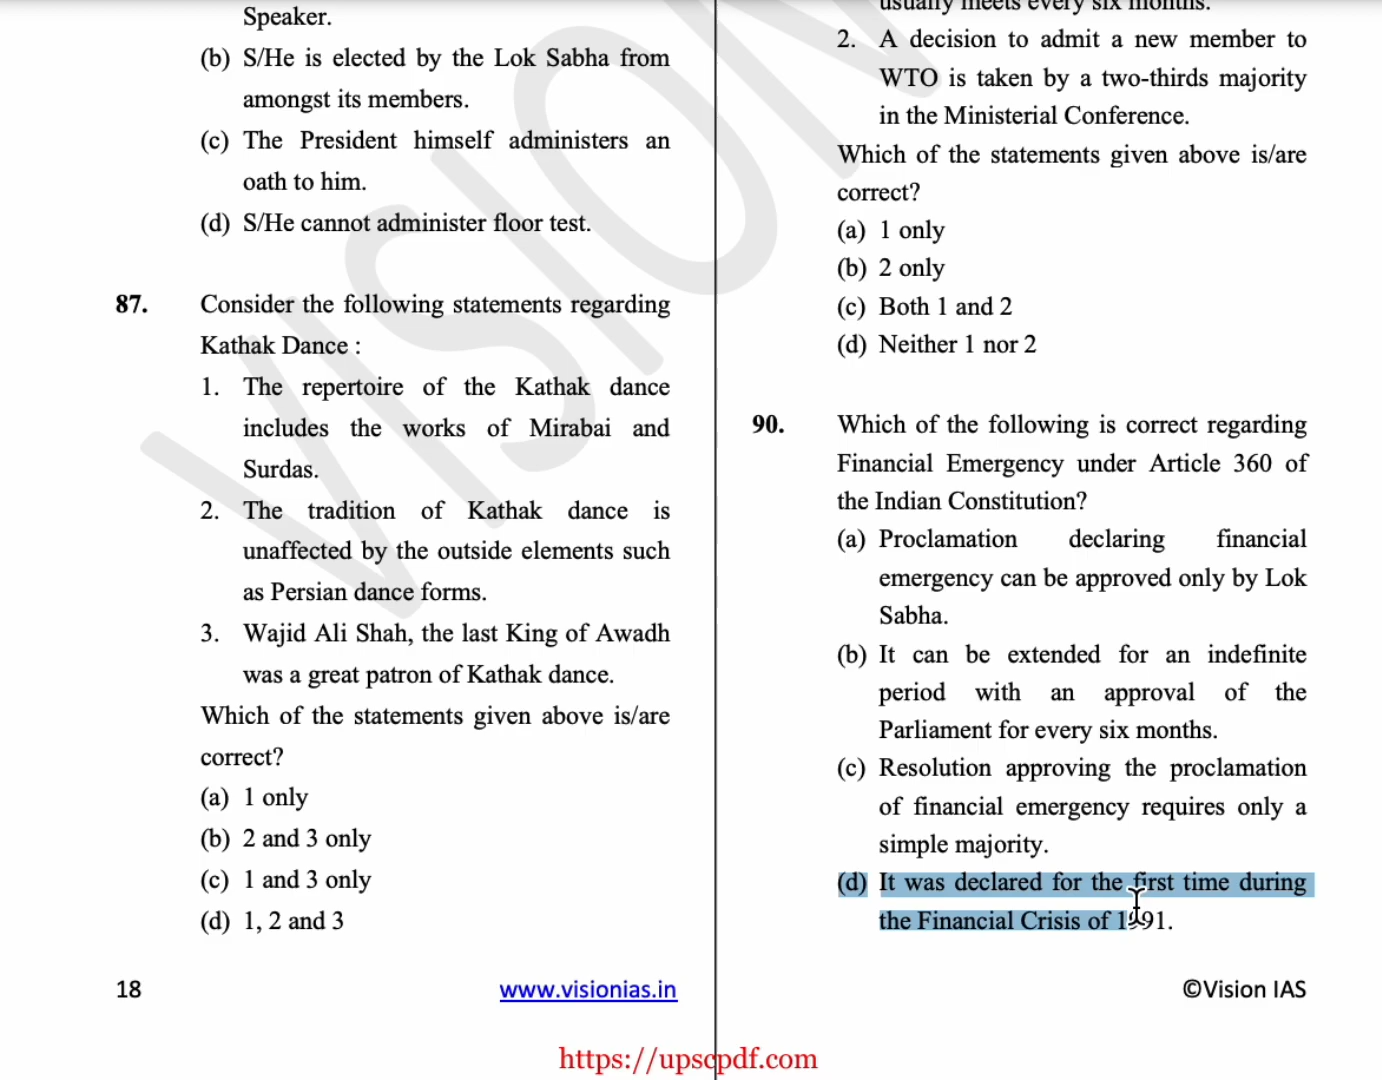 Speaker.
(b) S/He is elected by the Lok Sabha from
amongst its members.
(c) The President himself administers an
oath to him.
(d) S/He cannot administer floor test.
87. Consider the following statements regarding
Kathak Dance :
1. The repertoire of the Kathak dance
includes the works of Mirabai and
Surdas.
2. The tradition of Kathak dance is
unaffected by the outside elements such
as Persian dance forms.
3. Wajid Ali Shah, the last King of Awadh
was a great patron of Kathak dance.
Which of the statements given above is/are
correct?
(a) 1 only
(b) 2 and 3 only
(c) 1 and 3 only
(d) 1, 2 and 3
usually meets every six months.
2. A decision to admit a new member to
WTO is taken by a two-thirds majority
in the Ministerial Conference.
Which of the statements given above is/are
correct?
(a) 1 only
(b) 2 only
(c) Both 1 and 2
(d) Neither 1 nor 2
90. Which of the following is correct regarding
Financial Emergency under Article 360 of
the Indian Constitution?
(a) Proclamation declaring financial
emergency can be approved only by Lok
Sabha.
(b) It can be extended for an indefinite
period with an approval of the
Parliament for every six months.
(c) Resolution approving the proclamation
of financial emergency requires only a
simple majority.
(d) It was declared for the first time during
the Financial Crisis of 1991.
18 www.visionias.in ©Vision IAS
https://upscpdf.com
VISION